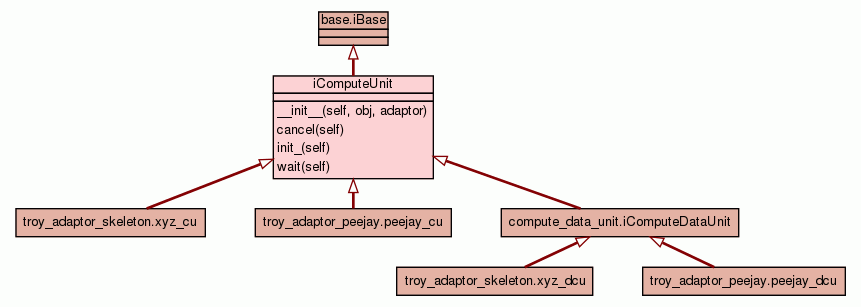 base.iBase
iComputeUnit
__init__(self, obj, adaptor)
cancel(self)
init_(self)
wait(self)
troy_adaptor_skeleton.xyz_cu
troy_adaptor_peejay.peejay_cu
compute_data_unit.iComputeDataUnit
troy_adaptor_skeleton.xyz_dcu
troy_adaptor_peejay.peejay_dcu